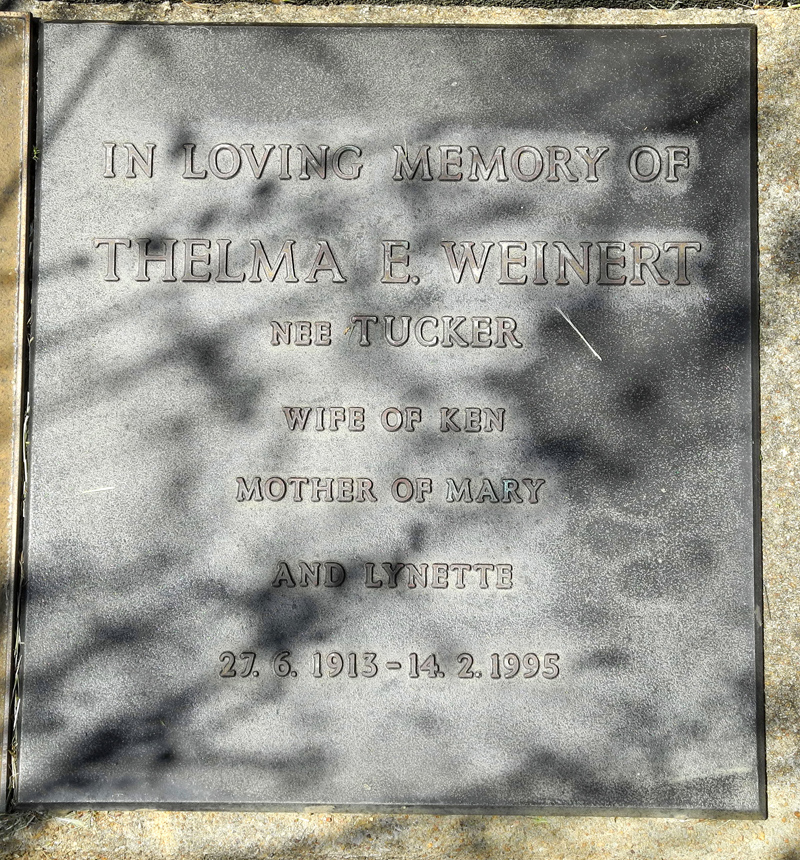 IN LOVING MEMORY OF
THELMA E. WEINERT
NEE TUCKER
WIFE OF KEN
MOTHER OF MARY
AND LYNETTE
27. 6. 1913 - 14. 2. 1995